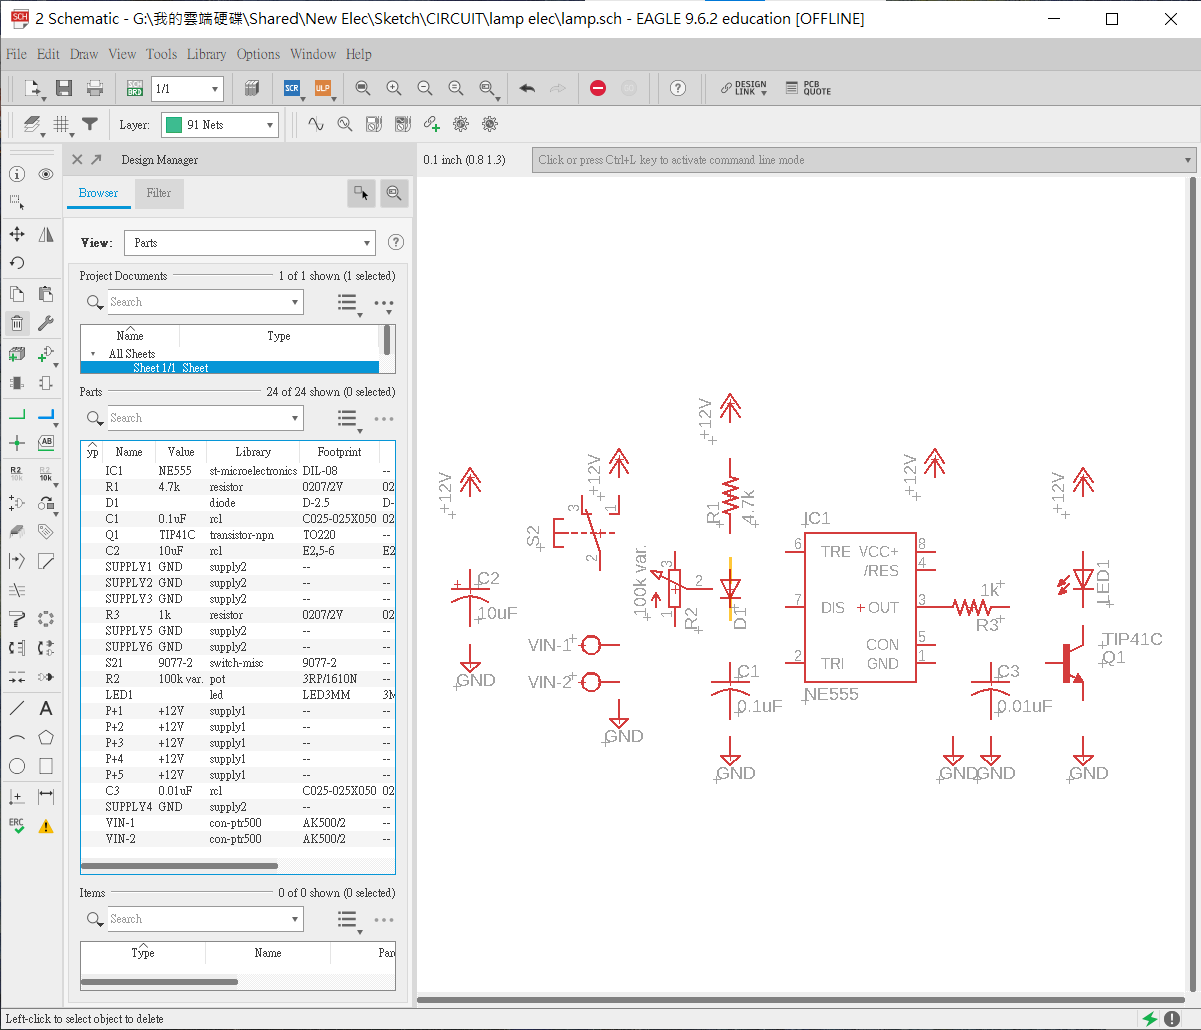 2 Schematic - G:\我的雲端硬碟\Shared\New Elec\Sketch\CIRCUIT\lamp elec\lamp.sch - EAGLE 9.6.2 education [OFFLINE]
File Edit Draw View Tools Library Options Window Help
SCH BRD 1/1 SCR ULP DESIGN LINK PCB QUOTE
Layer: 91 Nets
Design Manager
0.1 inch (0.8 1.3) Click or press Ctrl+L key to activate command line mode
Browser Filter
View: Parts
Project Documents 1 of 1 shown (1 selected)
Search
Name Type
All Sheets
Sheet 1/1 Sheet
Parts 24 of 24 shown (0 selected)
Search
yp Name Value Library Footprint
IC1 NE555 st-microelectronics DIL-08 --
R1 4.7k resistor 0207/2V 02
D1 diode D-2.5 D-
C1 0.1uF rcl C025-025X050 02
Q1 TIP41C transistor-npn TO220 --
C2 10uF rcl E2,5-6 E2
SUPPLY1 GND supply2 --
SUPPLY2 GND supply2 --
SUPPLY3 GND supply2 --
R3 1k resistor 0207/2V 02
SUPPLY5 GND supply2 --
SUPPLY6 GND supply2 --
S21 9077-2 switch-misc 9077-2 --
R2 100k var. pot 3RP/1610N --
LED1 led LED3MM 3M
P+1 +12V supply1 -- --
P+2 +12V supply1 -- --
P+3 +12V supply1 -- --
P+4 +12V supply1 -- --
P+5 +12V supply1 -- --
C3 0.01uF rcl C025-025X050 02
SUPPLY4 GND supply2 -- --
VIN-1 con-ptr500 AK500/2 --
VIN-2 con-ptr500 AK500/2 --
Items 0 of 0 shown (0 selected)
Search
Type Name Par
+12V
C2
10uF
GND
+12V
S2
3
1
2
VIN-1
VIN-2
GND
+12V
R1
4.7k
100k var.
3
2
1
R2
D1
C1
0.1uF
GND
IC1
6 TRE VCC+ 8
/RES 4
7 DIS OUT 3
CON 5
2 TRI GND 1
NE555
+12V
1k
R3
C3
0.01uF
GND GND
+12V
LED1
TIP41C
Q1
GND
R2 10k R2 10k
AB
A
ERC
Left-click to select object to delete